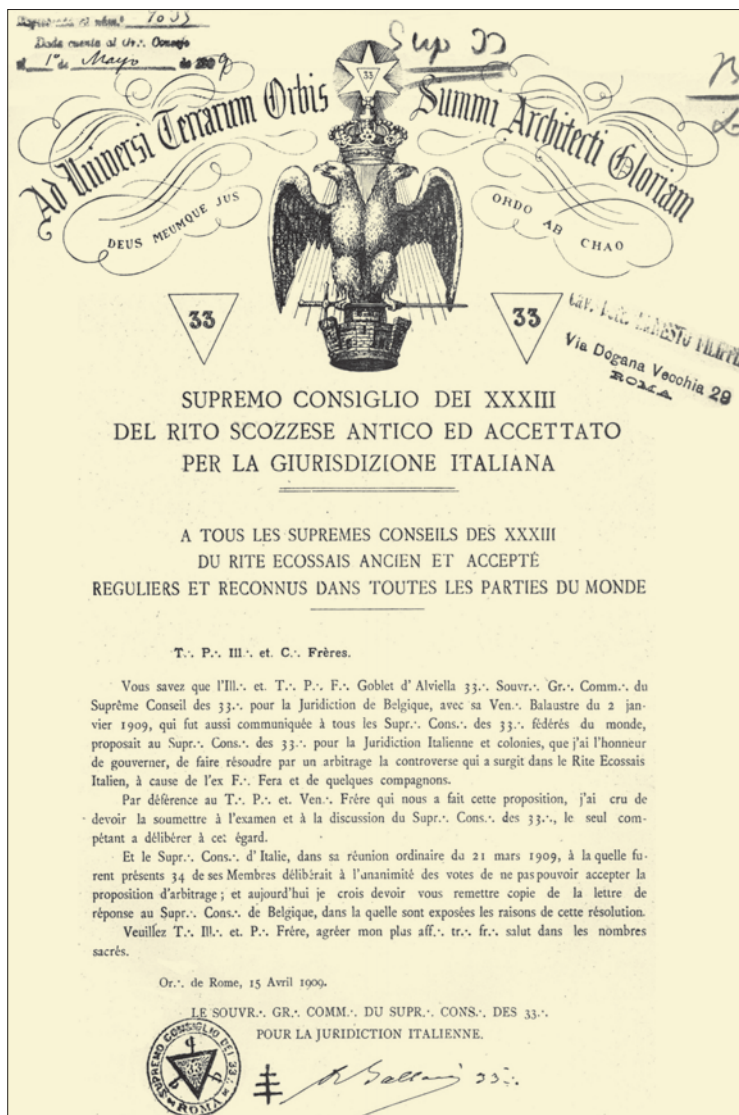 Dada cuenta al Gr∴ Consejo
1º de Mayo de
Sup 33
33
Ad Universi Terrarum Orbis Summi Architecti Gloriam
DEUS MEUMQUE JUS
ORDO AB CHAO
33
33
Via Dogana Vecchia 29
ROMA
SUPREMO CONSIGLIO DEI XXXIII
DEL RITO SCOZZESE ANTICO ED ACCETTATO
PER LA GIURISDIZIONE ITALIANA
A TOUS LES SUPREMES CONSEILS DES XXXIII
DU RITE ECOSSAIS ANCIEN ET ACCEPTÉ
REGULIERS ET RECONNUS DANS TOUTES LES PARTIES DU MONDE
T∴ P∴ Ill∴ et. C∴ Frères.
Vous savez que l'Ill∴ et. T∴ P∴ F∴ Goblet d'Alviella 33∴ Souvr∴ Gr∴ Comm∴ du
Suprême Conseil des 33∴ pour la Juridiction de Belgique, avec sa Ven∴ Balaustre du 2 jan-
vier 1909, qui fut aussi communiquée à tous les Supr∴ Cons∴ des 33∴ fédérés du monde,
proposait au Supr∴ Cons∴ des 33∴ pour la Juridiction Italienne et colonies, que j'ai l'honneur
de gouverner, de faire résoudre par un arbitrage la controverse qui a surgit dans le Rite Ecossais
Italien, à cause de l'ex F∴ Fera et de quelques compagnons.
Par déférence au T∴ P∴ et. Ven∴ Frére qui nous a fait cette proposition, j'ai cru de
devoir la soumettre à l'examen et à la discussion du Supr∴ Cons∴ des 33∴, le seul com-
pétant a délibérer à cet égard.
Et le Supr∴ Cons∴ d'Italie, dans sa réunion ordinaire du 21 mars 1909, à la quelle fu-
rent présents 34 de ses Membres délibérait à l'unanimité des votes de ne pas pouvoir accepter la
proposition d'arbitrage ; et aujourd'hui je crois devoir vous remettre copie de la lettre de
réponse au Supr∴ Cons∴ de Belgique, dans la quelle sont exposées les raisons de cette résolution.
Veuillez T∴ Ill∴ et. P∴ Frére, agréer mon plus aff∴ tr∴ fr∴ salut dans les nombres
sacrés.
Or∴ de Rome, 15 Avril 1909.
LE SOUVR∴ GR∴ COMM∴ DU SUPR∴ CONS∴ DES 33∴
POUR LA JURIDICTION ITALIENNE.
SUPREMO CONSIGLIO DEI 33∴
ROMA
33∴